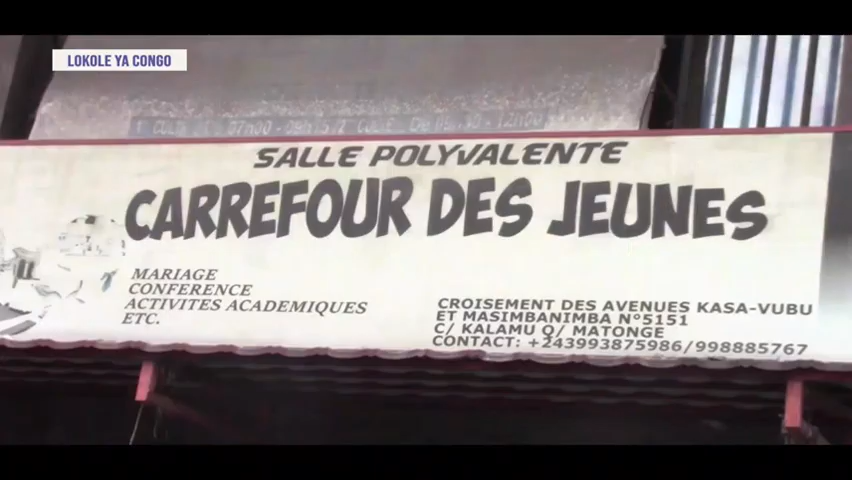 LOKOLE YA CONGO
SALLE POLYVALENTE
CARREFOUR DES JEUNES
MARIAGE
CONFERENCE
ACTIVITES ACADEMIQUES
ETC.
CROISEMENT DES AVENUES KASA-VUBU
ET MASIMBANIMBA N°5151
C/ KALAMU Q/ MATONGE
CONTACT: +243993875986/998885767